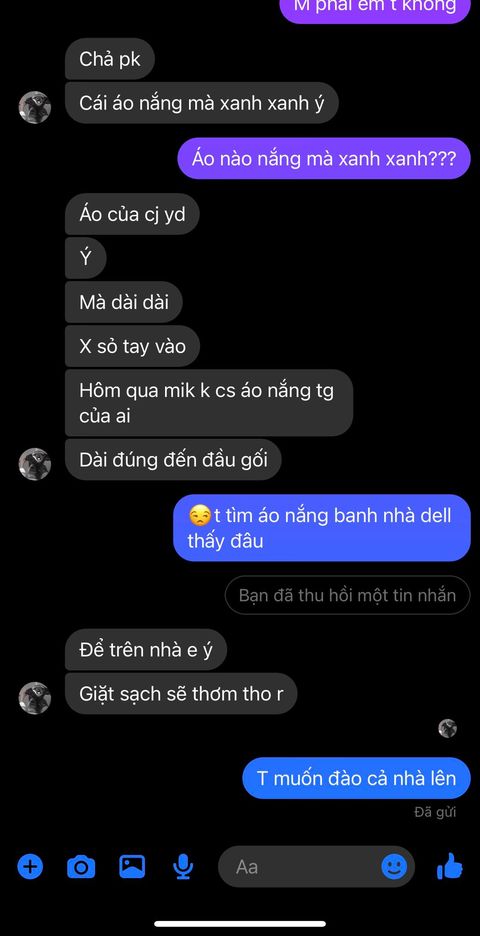 M phải em t không
Chả pk
Cái áo nắng mà xanh xanh ý
Áo nào nắng mà xanh xanh???
Áo của cj yd
Ý
Mà dài dài
X sỏ tay vào
Hôm qua mik k cs áo nắng tg
của ai
Dài đúng đến đầu gối
😒t tìm áo nắng banh nhà dell
thấy đâu
Bạn đã thu hồi một tin nhắn
Để trên nhà e ý
Giặt sạch sẽ thơm tho r
T muốn đào cả nhà lên
Đã gửi
Aa